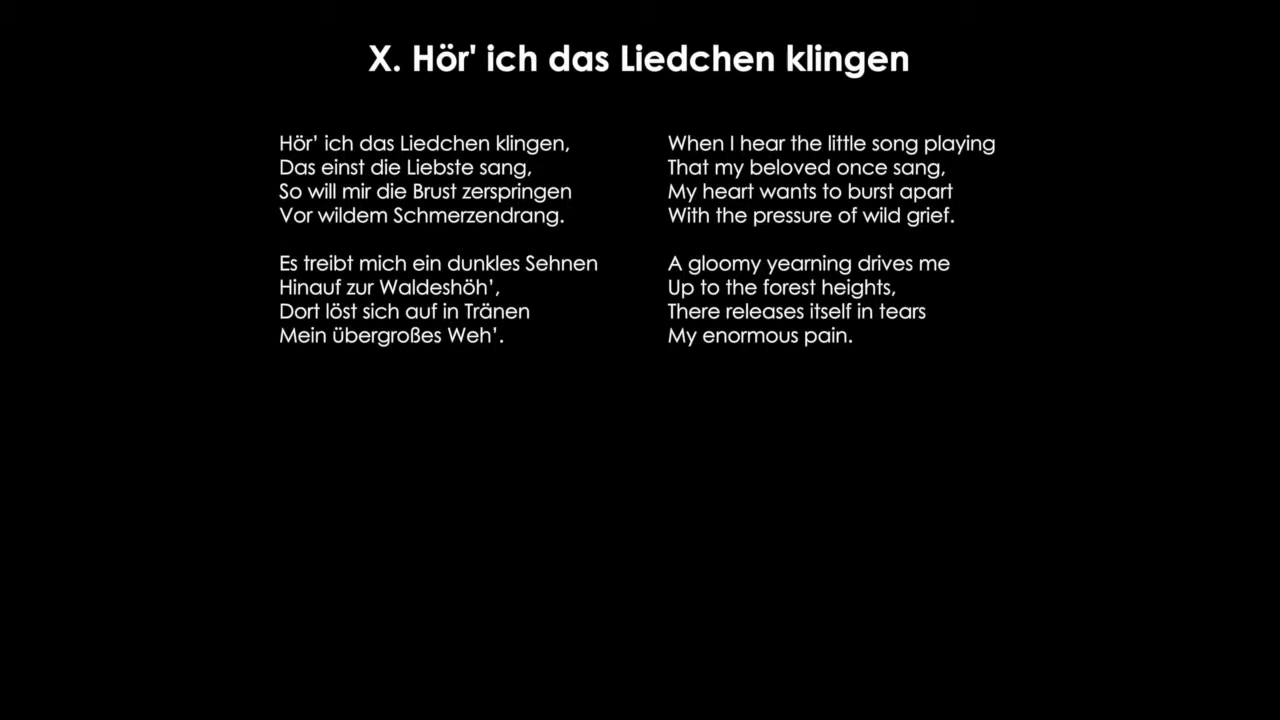 X. Hör' ich das Liedchen klingen
Hör’ ich das Liedchen klingen,
Das einst die Liebste sang,
So will mir die Brust zerspringen
Vor wildem Schmerzendrang.
Es treibt mich ein dunkles Sehnen
Hinauf zur Waldeshöh’,
Dort löst sich auf in Tränen
Mein übergroßes Weh’.
When I hear the little song playing
That my beloved once sang,
My heart wants to burst apart
With the pressure of wild grief.
A gloomy yearning drives me
Up to the forest heights,
There releases itself in tears
My enormous pain.